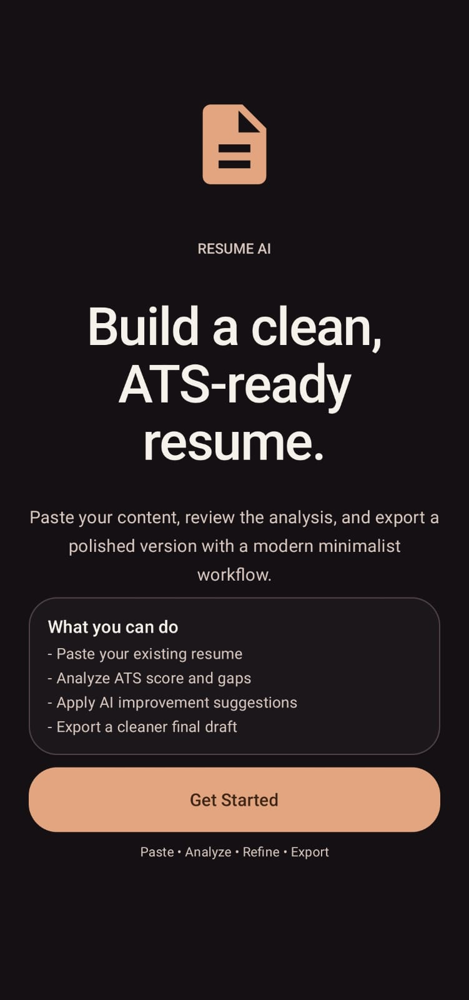 RESUME AI
Build a clean,
ATS-ready
resume.
Paste your content, review the analysis, and export a
polished version with a modern minimalist
workflow.
What you can do
- Paste your existing resume
- Analyze ATS score and gaps
- Apply AI improvement suggestions
- Export a cleaner final draft
Get Started
Paste • Analyze • Refine • Export